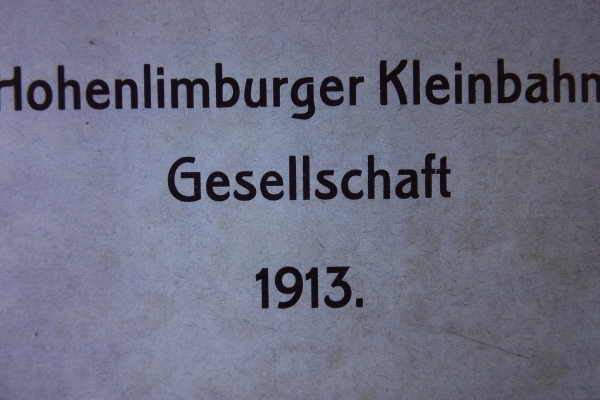 Hohenlimburger Kleinbahn
Gesellschaft
1913.